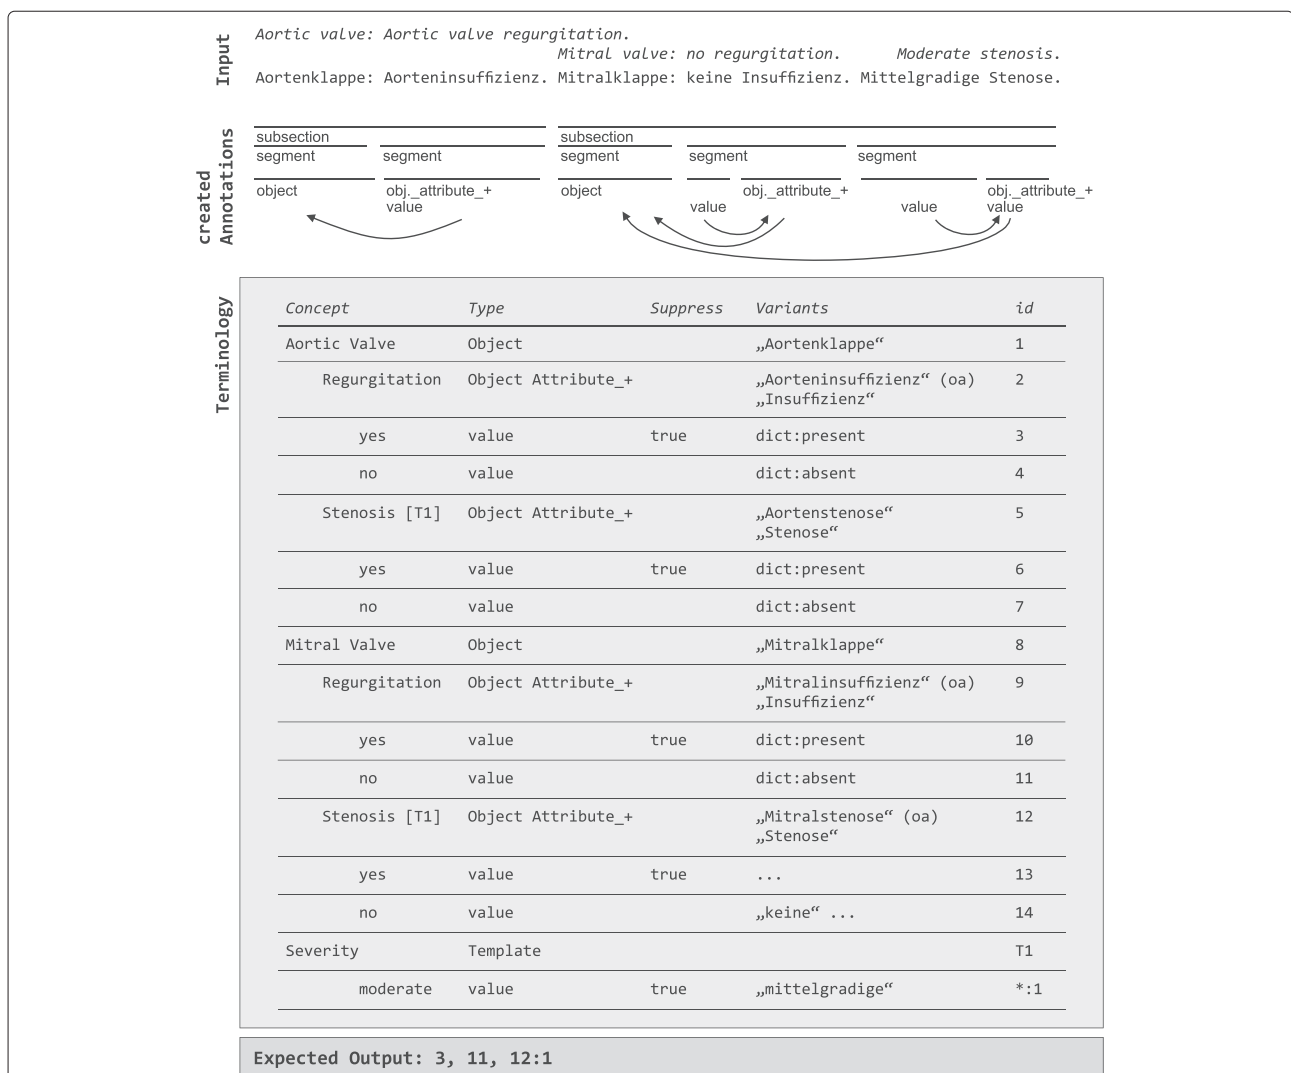 Input
Aortic valve: Aortic valve regurgitation.
Mitral valve: no regurgitation. Moderate stenosis.
Aortenklappe: Aorteninsuffizienz. Mitralklappe: keine Insuffizienz. Mittelgradige Stenose.
created
Annotations
subsection subsection
segment segment segment segment segment
object obj._attribute_+ object obj._attribute_+ obj._attribute_+
value value value value
Terminology
Concept Type Suppress Variants id
Aortic Valve Object „Aortenklappe“ 1
Regurgitation Object Attribute_+ „Aorteninsuffizienz“ (oa) 2
„Insuffizienz“
yes value true dict:present 3
no value dict:absent 4
Stenosis [T1] Object Attribute_+ „Aortenstenose“ 5
„Stenose“
yes value true dict:present 6
no value dict:absent 7
Mitral Valve Object „Mitralklappe“ 8
Regurgitation Object Attribute_+ „Mitralinsuffizienz“ (oa) 9
„Insuffizienz“
yes value true dict:present 10
no value dict:absent 11
Stenosis [T1] Object Attribute_+ „Mitralstenose“ (oa) 12
„Stenose“
yes value true ... 13
no value „keine“ ... 14
Severity Template T1
moderate value true „mittelgradige“ *:1
Expected Output: 3, 11, 12:1